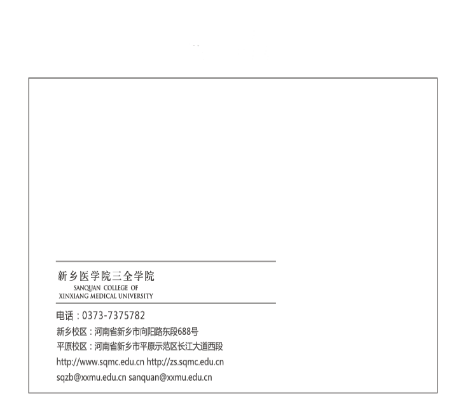 新乡医学院三全学院
SANQUAN COLLEGE OF
XINXIANG MEDICAL UNIVERSITY
电话：0373-7375782
新乡校区：河南省新乡市向阳路东段688号
平原校区：河南省新乡市平原示范区长江大道西段
http://www.sqmc.edu.cn http://zs.sqmc.edu.cn
sqzb@xxmu.edu.cn sanquan@xxmu.edu.cn